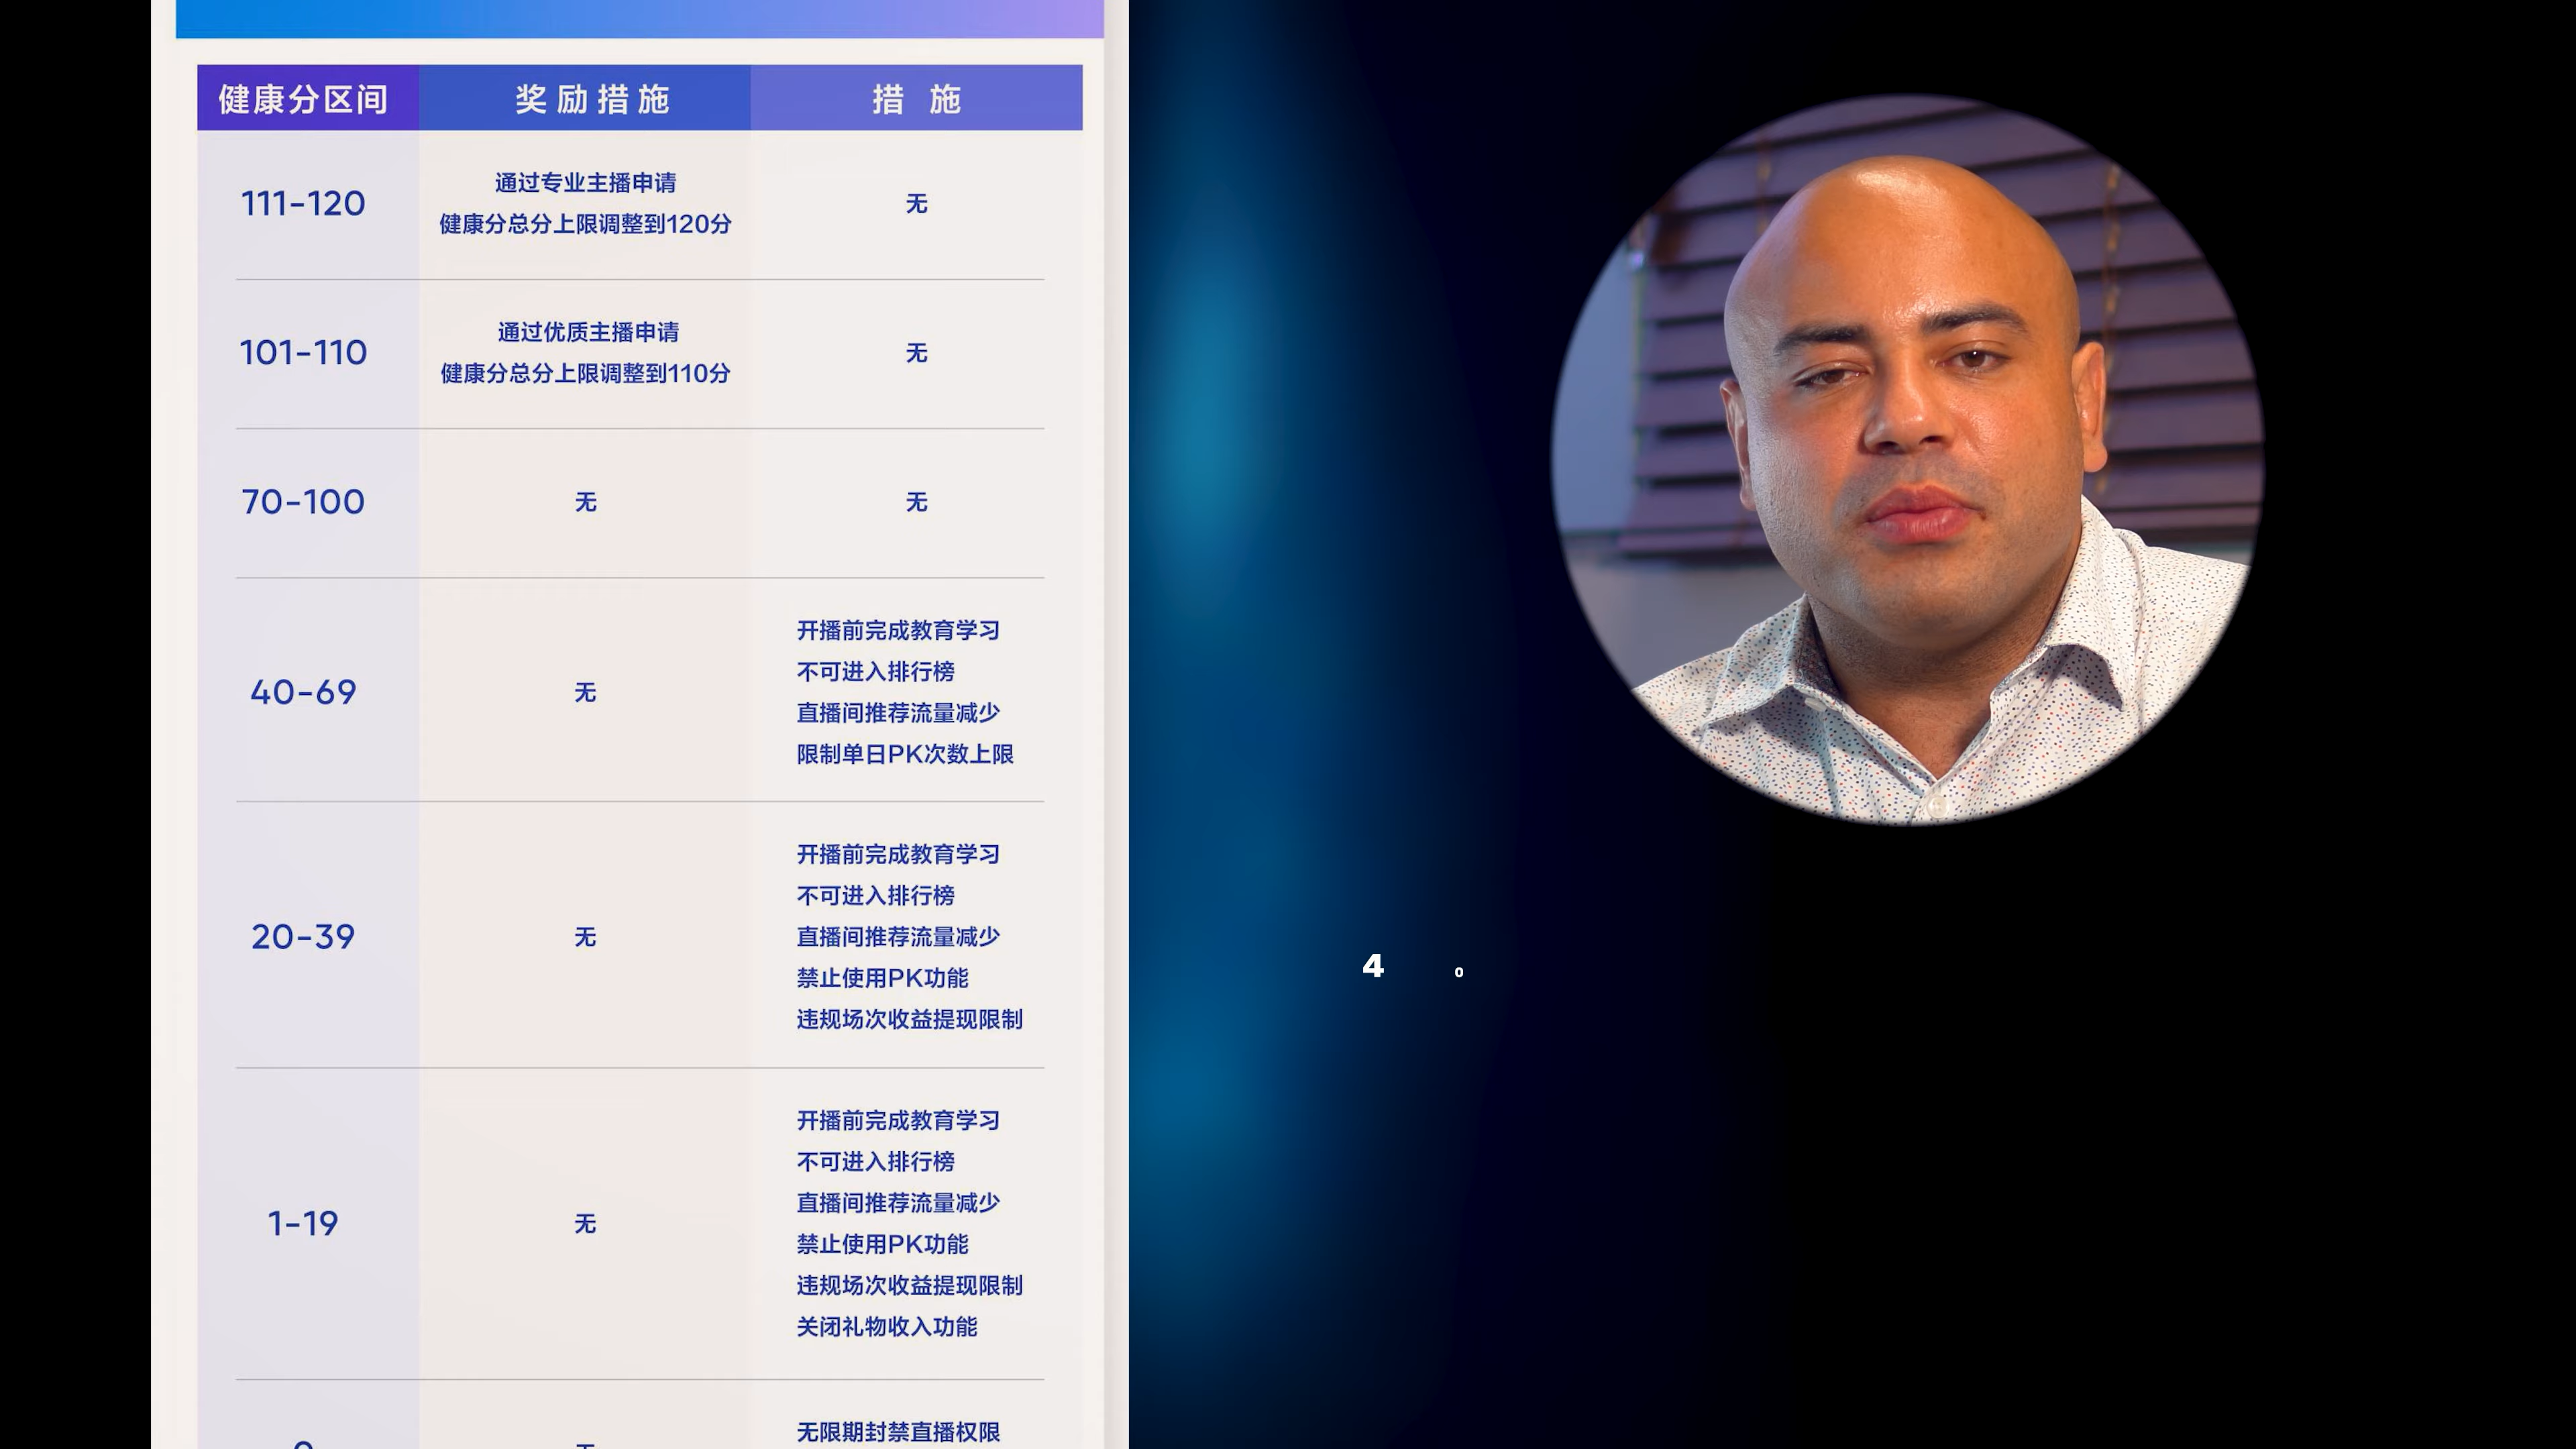 健康分区间 奖励措施 措 施
111-120 通过专业主播申请 无
健康分总分上限调整到120分
101-110 通过优质主播申请 无
健康分总分上限调整到110分
70-100 无 无
40-69 无 开播前完成教育学习
不可进入排行榜
直播间推荐流量减少
限制单日PK次数上限
20-39 无 开播前完成教育学习
不可进入排行榜
直播间推荐流量减少
禁止使用PK功能
违规场次收益提现限制
1-19 无 开播前完成教育学习
不可进入排行榜
直播间推荐流量减少
禁止使用PK功能
违规场次收益提现限制
关闭礼物收入功能
无限期封禁直播权限
4 0